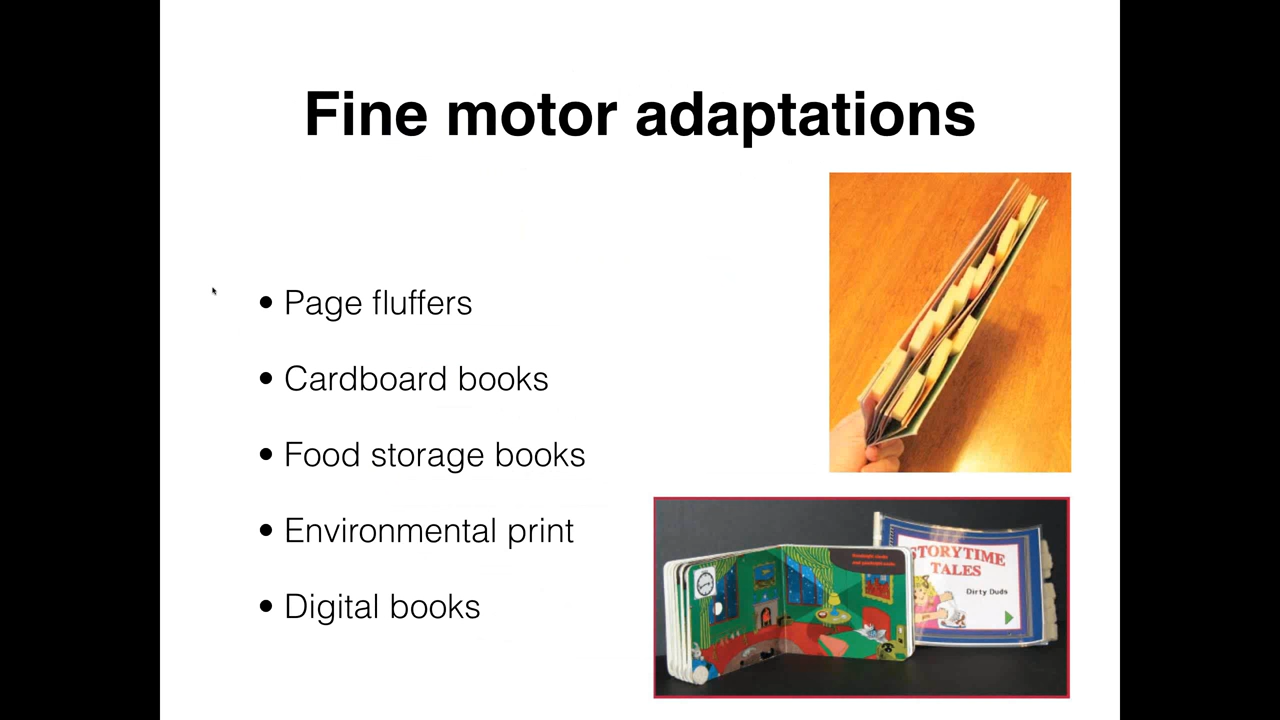 Fine motor adaptations
• Page fluffers
• Cardboard books
• Food storage books
• Environmental print
• Digital books
STORYTIME
TALES
Dirty Duds